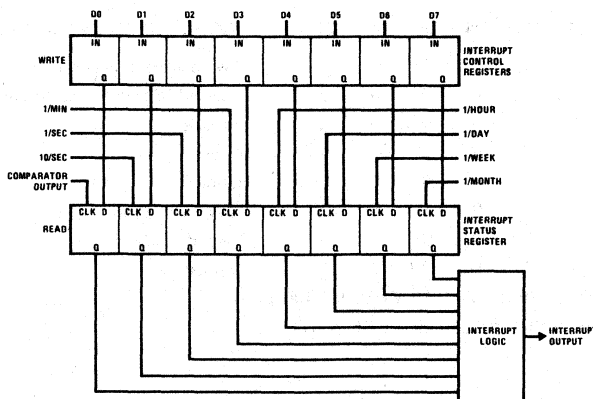 D0 D1 D2 D3 D4 D5 D6 D7
IN IN IN IN IN IN IN IN
WRITE
INTERRUPT
CONTROL
REGISTERS
Q Q Q Q Q Q Q Q
1/MIN
1/HOUR
1/SEC
1/DAY
10/SEC
1/WEEK
COMPARATOR
OUTPUT
1/MONTH
CLK D CLK D CLK D CLK D CLK D CLK D CLK D CLK D
READ
INTERRUPT
STATUS
REGISTER
Q Q Q Q Q Q Q Q
INTERRUPT
LOGIC
INTERRUP
OUTPUT